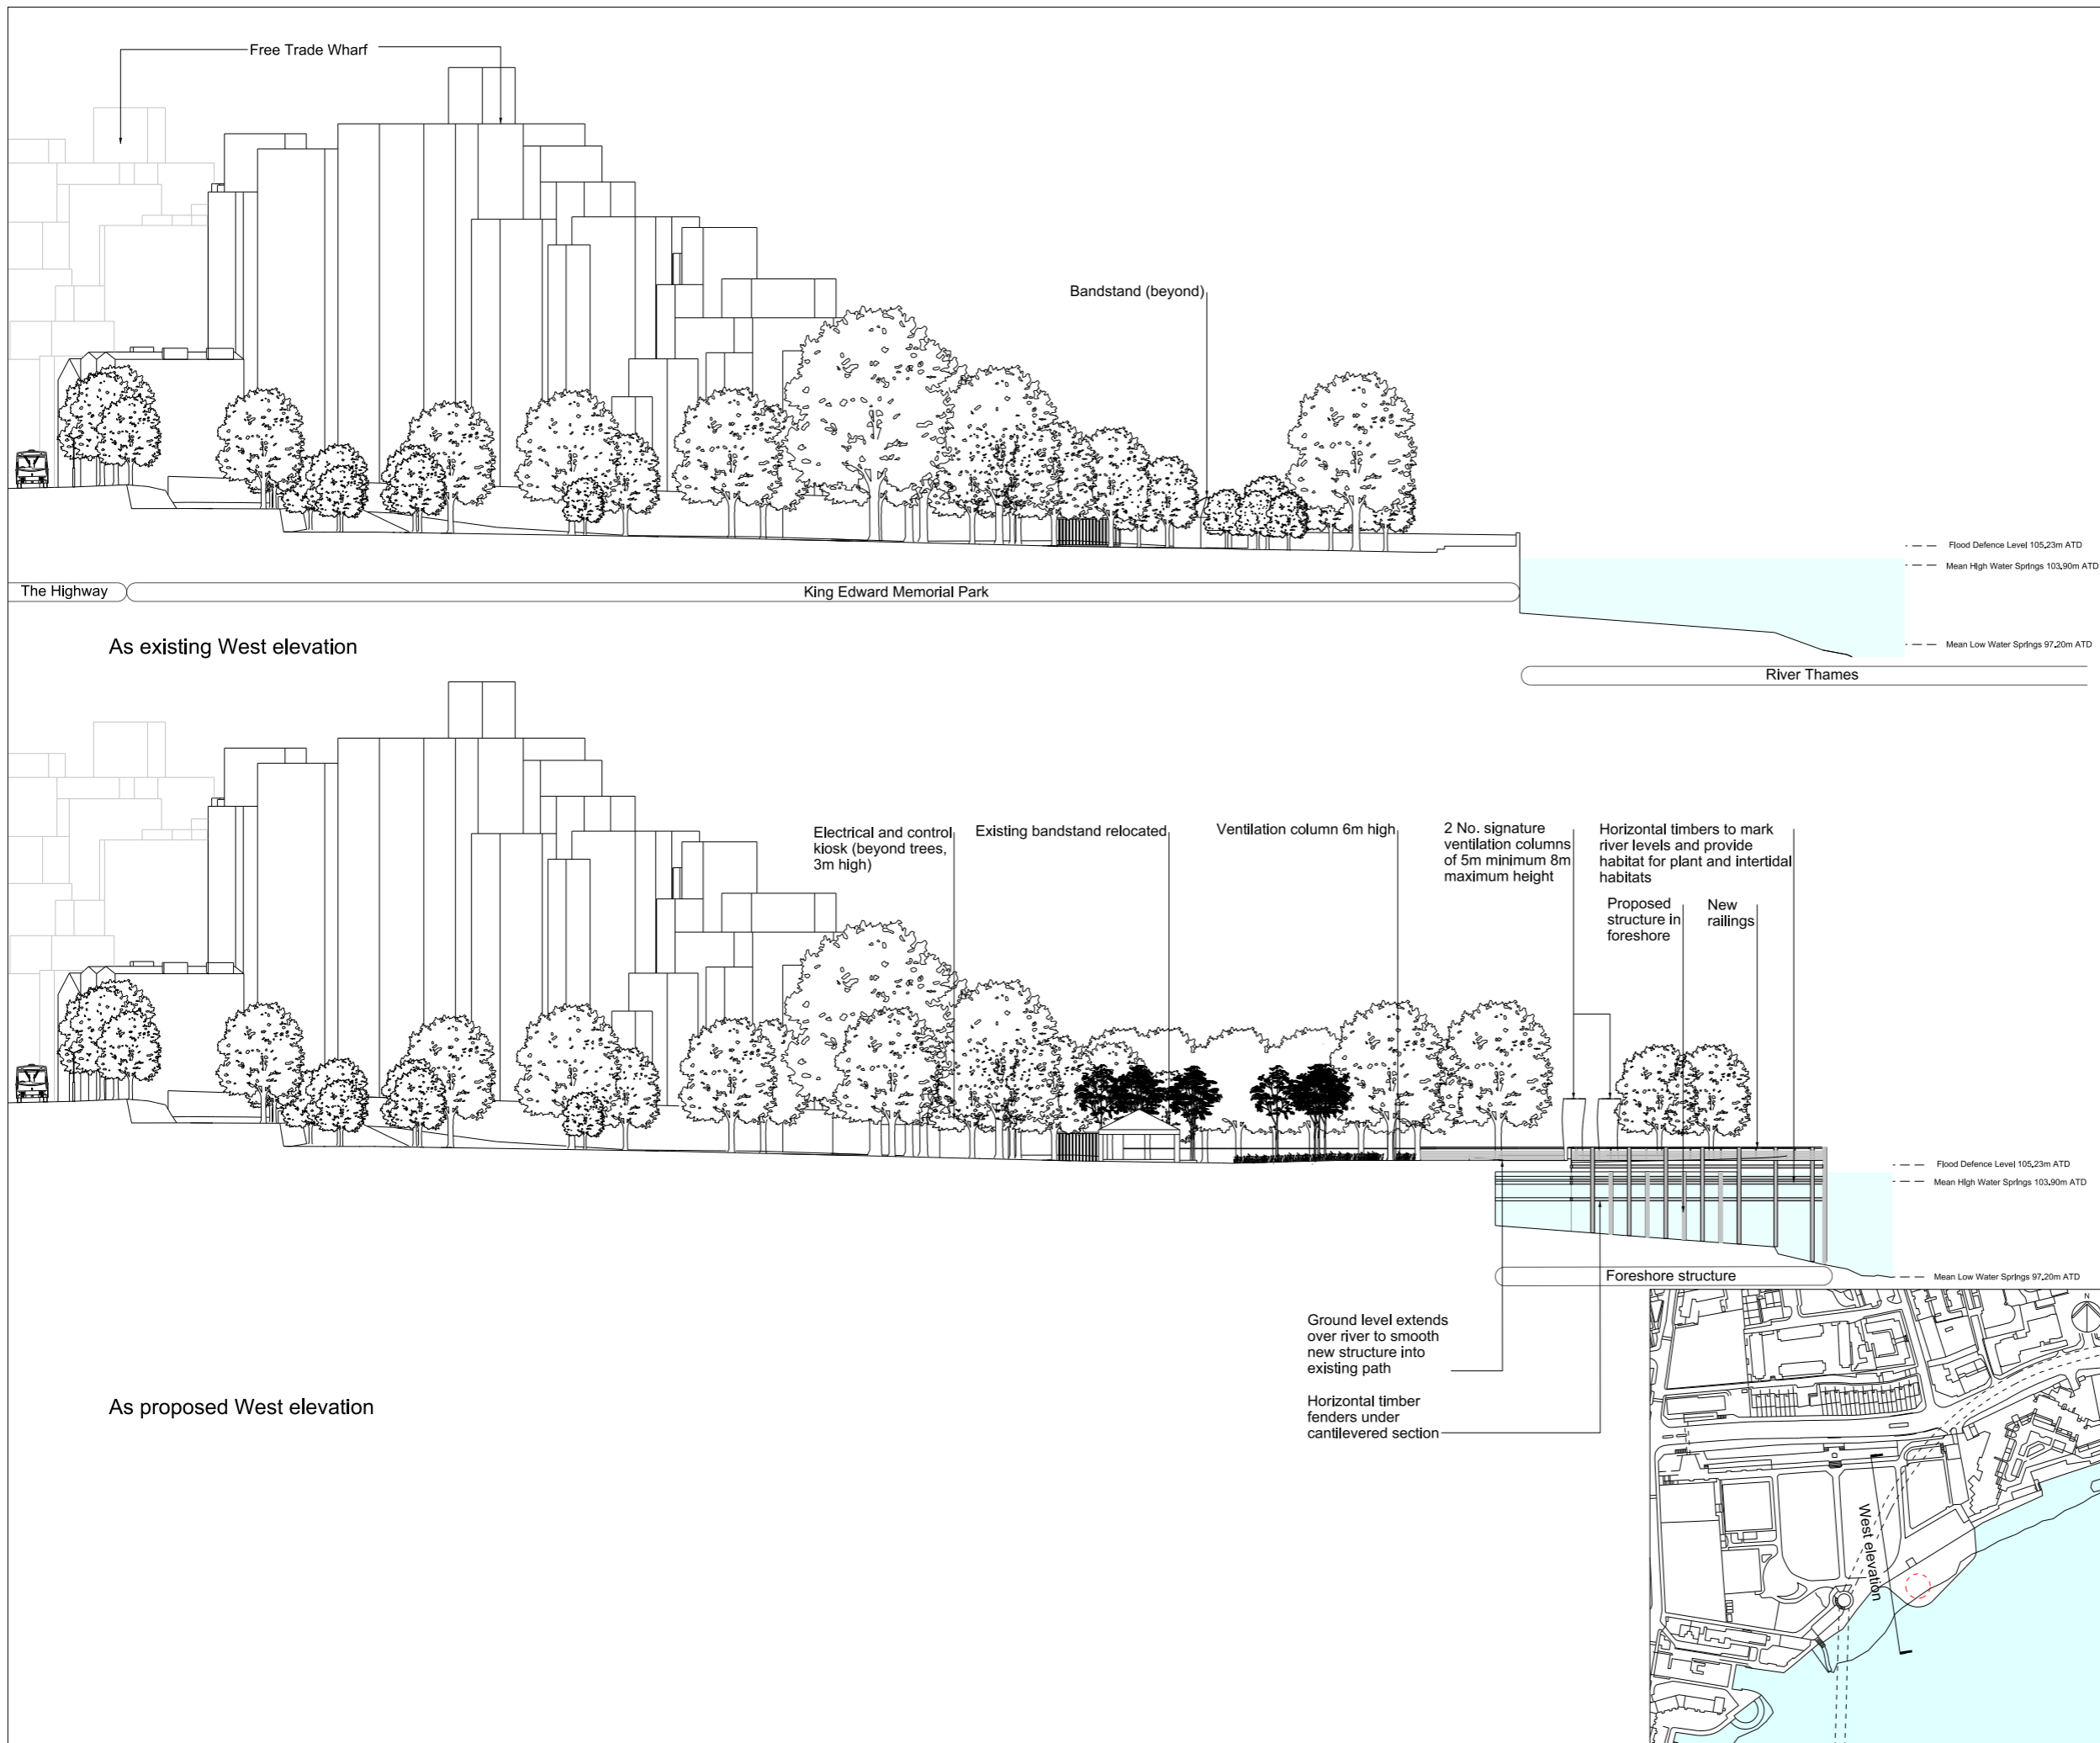 Free Trade Wharf
Bandstand (beyond)
Flood Defence Level 105.23m ATD
Mean High Water Springs 103.90m ATD
The Highway
King Edward Memorial Park
As existing West elevation
Mean Low Water Springs 97.20m ATD
River Thames
Electrical and control
kiosk (beyond trees,
3m high)
Existing bandstand relocated
Ventilation column 6m high
2 No. signature
ventilation columns
of 5m minimum 8m
maximum height
Horizontal timbers to mark
river levels and provide
habitat for plant and intertidal
habitats
Proposed
structure in
foreshore
New
railings
Flood Defence Level 105.23m ATD
Mean High Water Springs 103.90m ATD
Foreshore structure
Mean Low Water Springs 97.20m ATD
Ground level extends
over river to smooth
new structure into
existing path
Horizontal timber
fenders under
cantilevered section
As proposed West elevation
N
West elevation